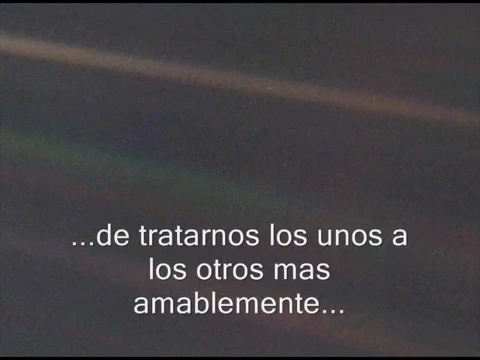 ...de tratarnos los unos a
los otros mas
amablemente...